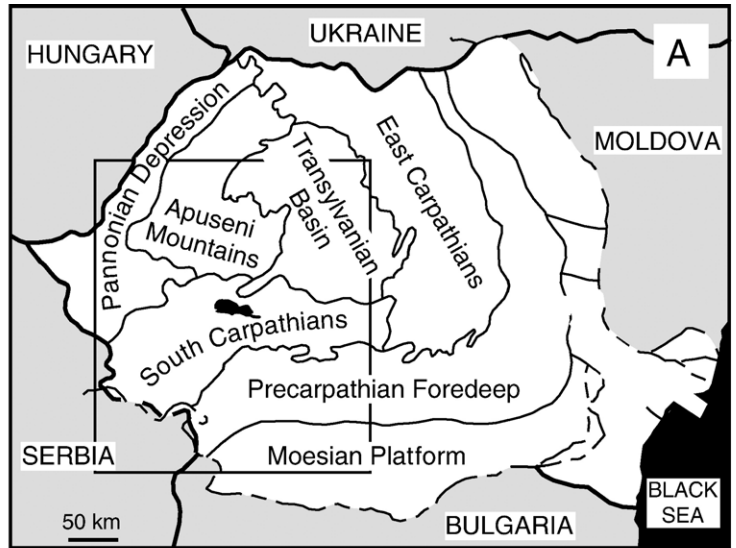 UKRAINE
HUNGARY
A
MOLDOVA
Pannonian Depression
East Carpathians
Transylvanian
Basin
Apuseni
Mountains
South Carpathians
Precarpathian Foredeep
SERBIA
Moesian Platform
50 km
BULGARIA
BLACK
SEA